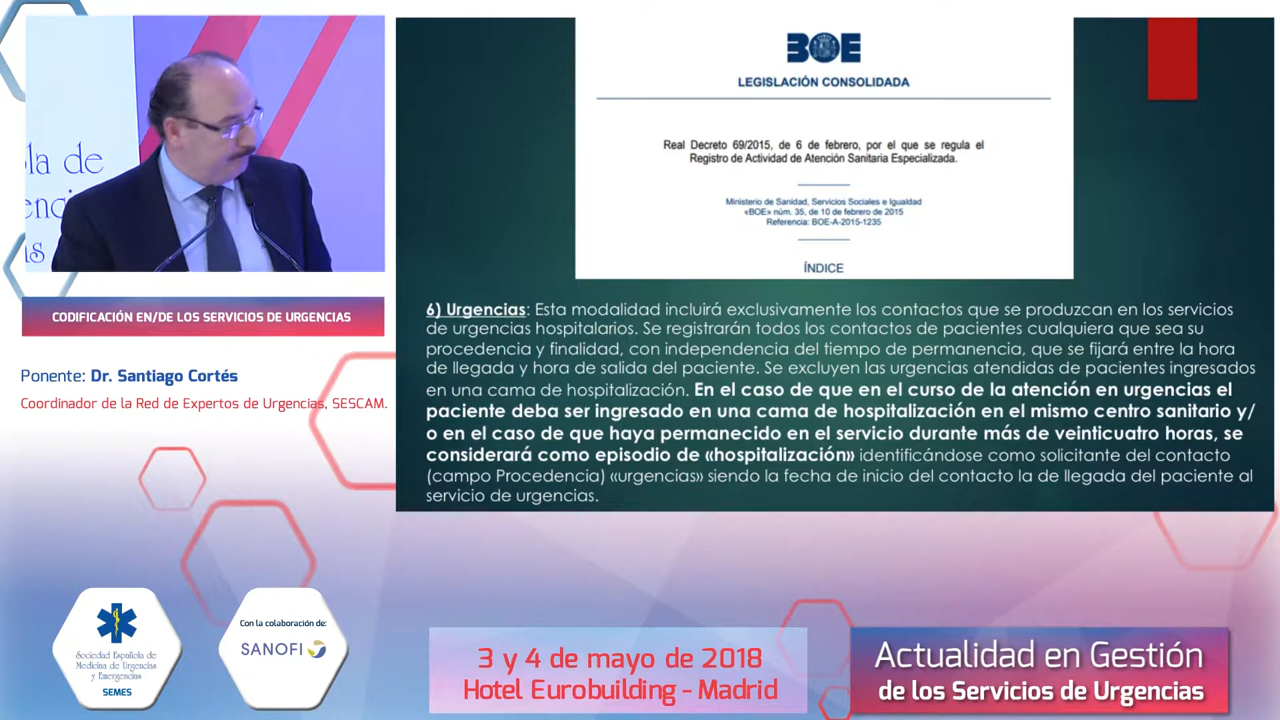 la de
enc
as
CODIFICACIÓN EN/DE LOS SERVICIOS DE URGENCIAS
Ponente: Dr. Santiago Cortés
Coordinador de la Red de Expertos de Urgencias, SESCAM.
BOE
LEGISLACIÓN CONSOLIDADA
Real Decreto 69/2015, de 6 de febrero, por el que se regula el
Registro de Actividad de Atención Sanitaria Especializada.
Ministerio de Sanidad, Servicios Sociales e Igualdad
«BOE» núm. 35, de 10 de febrero de 2015
Referencia: BOE-A-2015-1235
ÍNDICE
6) Urgencias: Esta modalidad incluirá exclusivamente los contactos que se produzcan en los servicios
de urgencias hospitalarios. Se registrarán todos los contactos de pacientes cualquiera que sea su
procedencia y finalidad, con independencia del tiempo de permanencia, que se fijará entre la hora
de llegada y hora de salida del paciente. Se excluyen las urgencias atendidas de pacientes ingresados
en una cama de hospitalización. En el caso de que en el curso de la atención en urgencias el
paciente deba ser ingresado en una cama de hospitalización en el mismo centro sanitario y/
o en el caso de que haya permanecido en el servicio durante más de veinticuatro horas, se
considerará como episodio de «hospitalización» identificándose como solicitante del contacto
(campo Procedencia) «urgencias» siendo la fecha de inicio del contacto la de llegada del paciente al
servicio de urgencias.
Sociedad Española de
Medicina de Urgencias
y Emergencias
SEMES
Con la colaboración de:
SANOFI
3 y 4 de mayo de 2018
Hotel Eurobuilding - Madrid
Actualidad en Gestión
de los Servicios de Urgencias